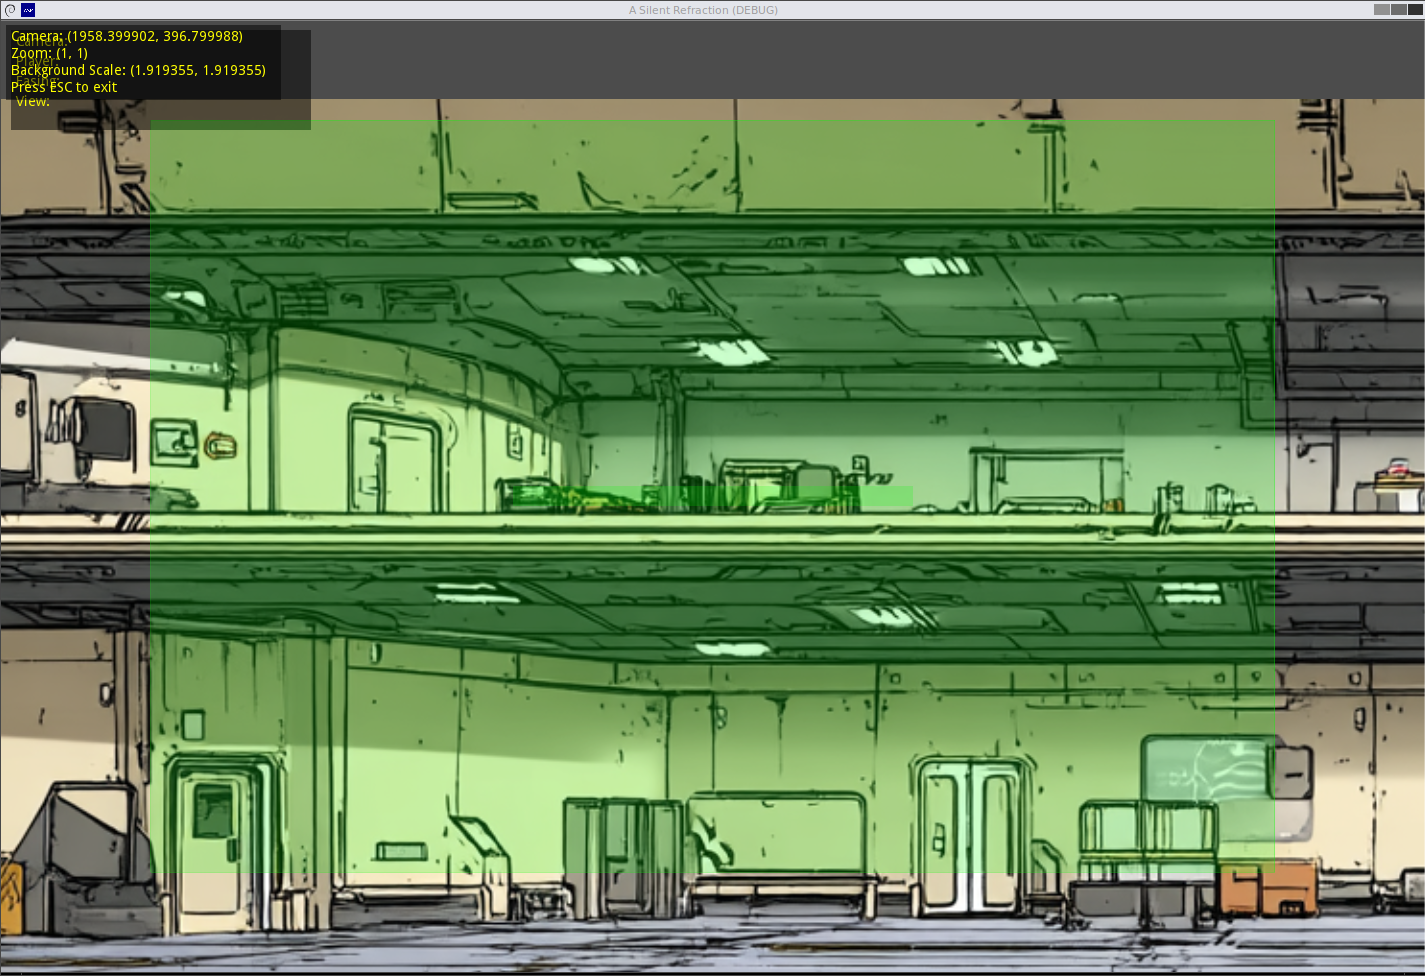 A Silent Refraction (DEBUG)
Camera: (1958.399902, 396.799988)
Camera:
Zoom: (1, 1)
Player:
Background Scale: (1.919355, 1.919355)
Easing:
Press ESC to exit
View: